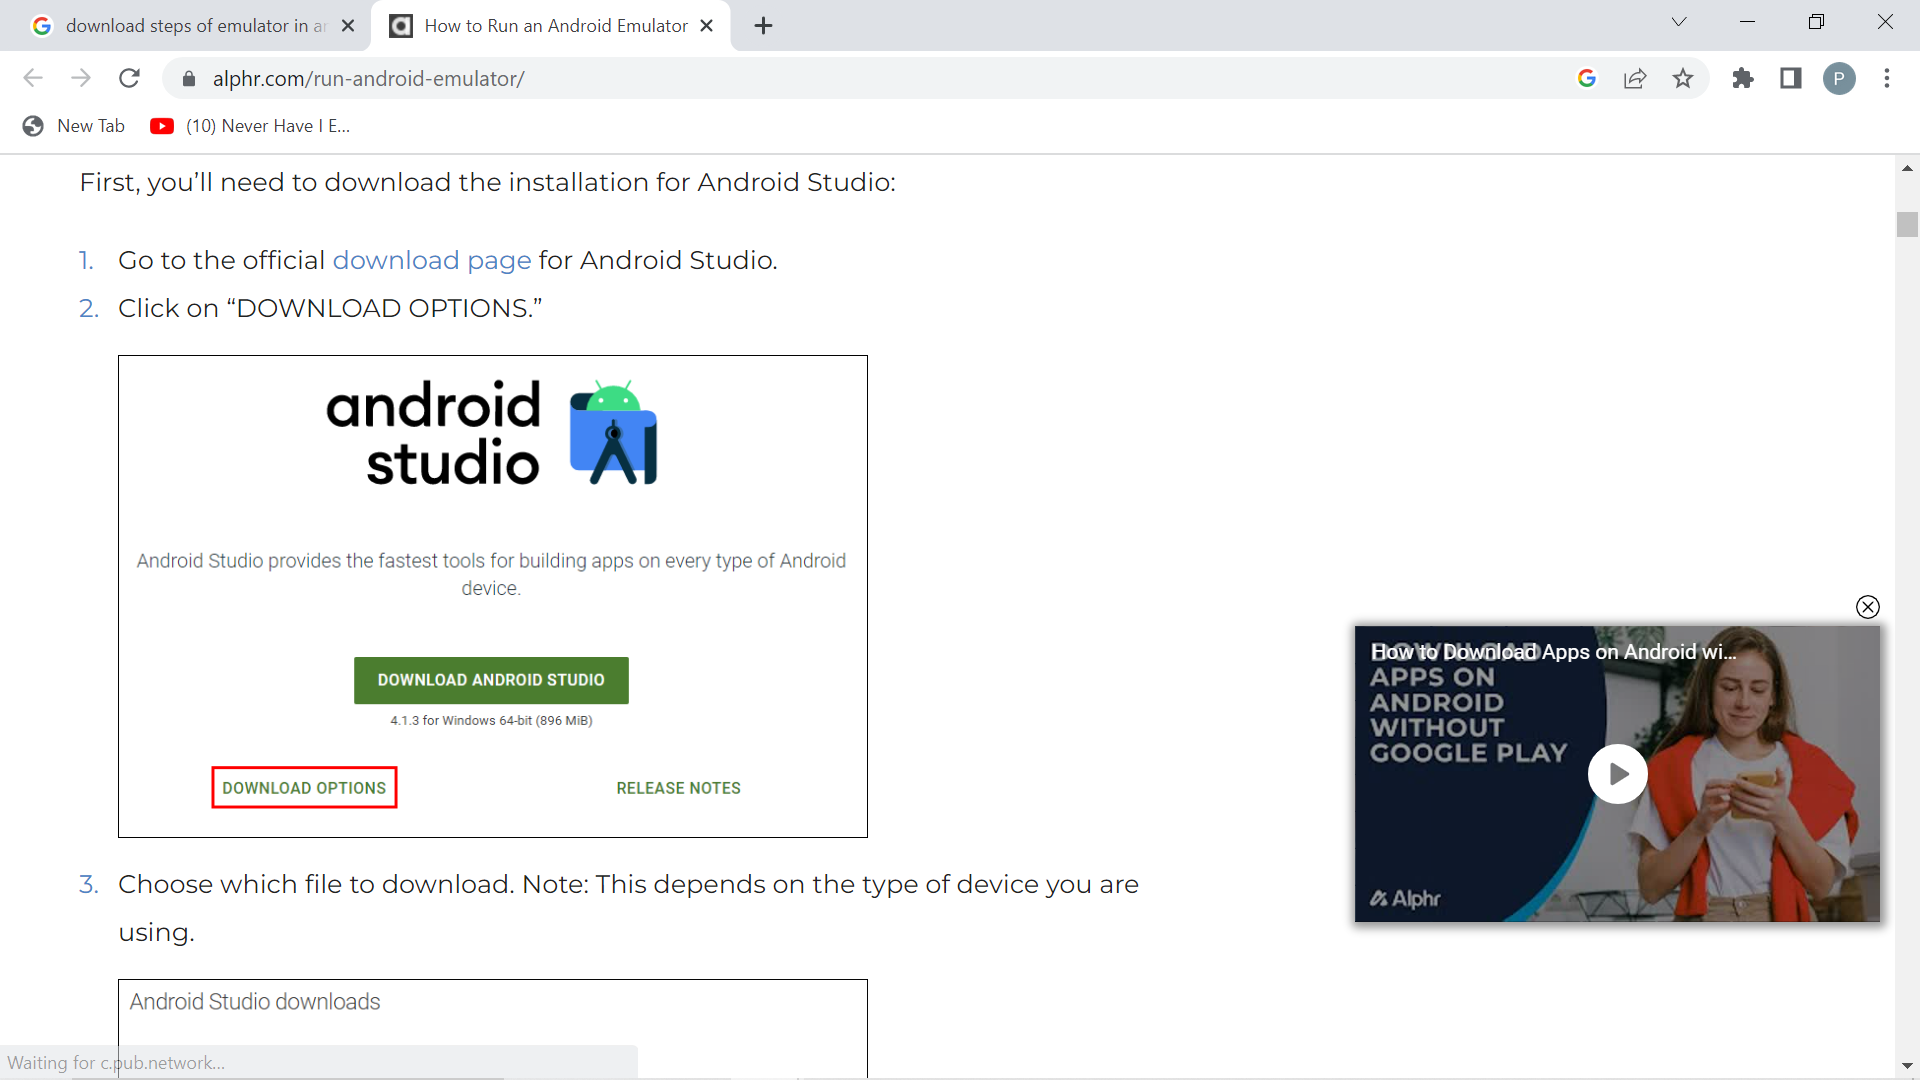 download steps of emulator in ar
How to Run an Android Emulator
alphr.com/run-android-emulator/
P
New Tab
(10) Never Have I E...
First, you’ll need to download the installation for Android Studio:
1. Go to the official download page for Android Studio.
2. Click on “DOWNLOAD OPTIONS.”
android
studio
Android Studio provides the fastest tools for building apps on every type of Android
device.
DOWNLOAD ANDROID STUDIO
4.1.3 for Windows 64-bit (896 MiB)
DOWNLOAD OPTIONS
RELEASE NOTES
How to Download Apps on Android wi...
DOWNLOAD
APPS ON
ANDROID
WITHOUT
GOOGLE PLAY
Alphr
3. Choose which file to download. Note: This depends on the type of device you are
using.
Android Studio downloads
Waiting for c.pub.network...